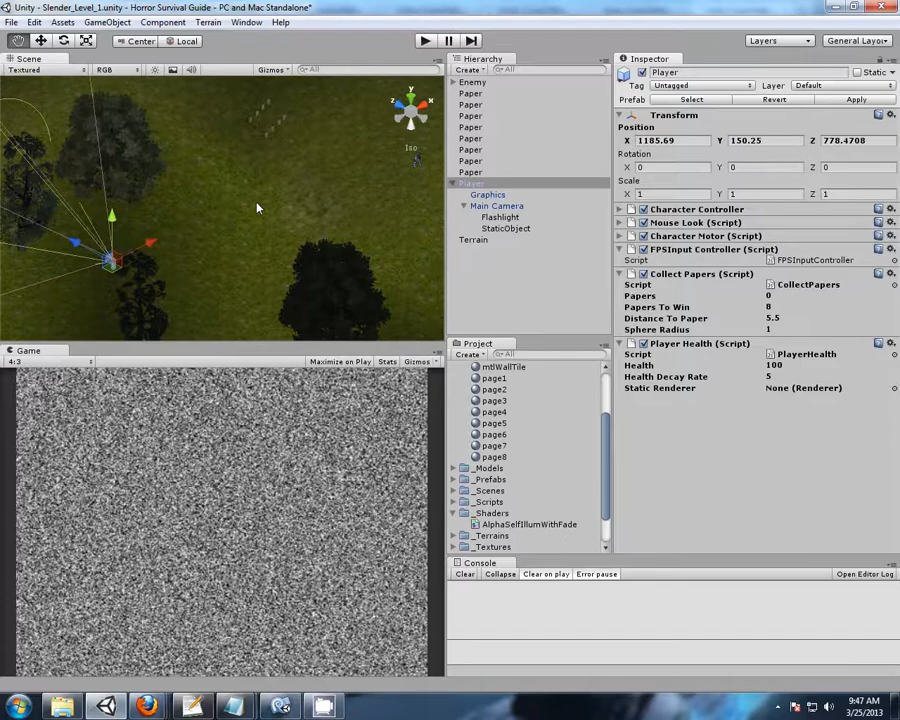 Unity - Slender_Level_1.unity - Horror Survival Guide - PC and Mac Standalone*
File Edit Assets GameObject Component Terrain Window Help
Center Local Layers General Layou
Scene
Textured RGB Gizmos All
y
x
z
Iso
Game
4:3 Maximize on Play Stats Gizmos
Hierarchy
Create All
Enemy
Paper
Paper
Paper
Paper
Paper
Paper
Paper
Paper
Player
Graphics
Main Camera
Flashlight
StaticObject
Terrain
Project
Create
mtlWallTile
page1
page2
page3
page4
page5
page6
page7
page8
_Models
_Prefabs
_Scenes
_Scripts
_Shaders
AlphaSelfIllumWithFade
_Terrains
_Textures
Console
Clear Collapse Clear on play Error pause Open Editor Log
Inspector
Player Static
Tag Untagged Layer Default
Prefab Select Revert Apply
Transform
Position
X 1185.69 Y 150.25 Z 778.4708
Rotation
X 0 Y 0 Z 0
Scale
X 1 Y 1 Z 1
Character Controller
Mouse Look (Script)
Character Motor (Script)
FPSInput Controller (Script)
Script FPSInputController
Collect Papers (Script)
Script CollectPapers
Papers 0
Papers To Win 8
Distance To Paper 5.5
Sphere Radius 1
Player Health (Script)
Script PlayerHealth
Health 100
Health Decay Rate 5
Static Renderer None (Renderer)
9:47 AM
3/25/2013